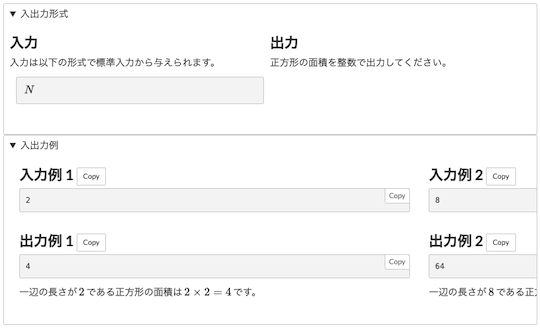 ▼ 入出力形式
入力
入力は以下の形式で標準入力から与えられます。
N
出力
正方形の面積を整数で出力してください。
▼ 入出力例
入力例 1 Copy
2 Copy
出力例 1 Copy
4 Copy
一辺の長さが 2 である正方形の面積は 2 × 2 = 4 です。
入力例 2 Copy
8
出力例 2 Copy
64
一辺の長さが 8 である正方